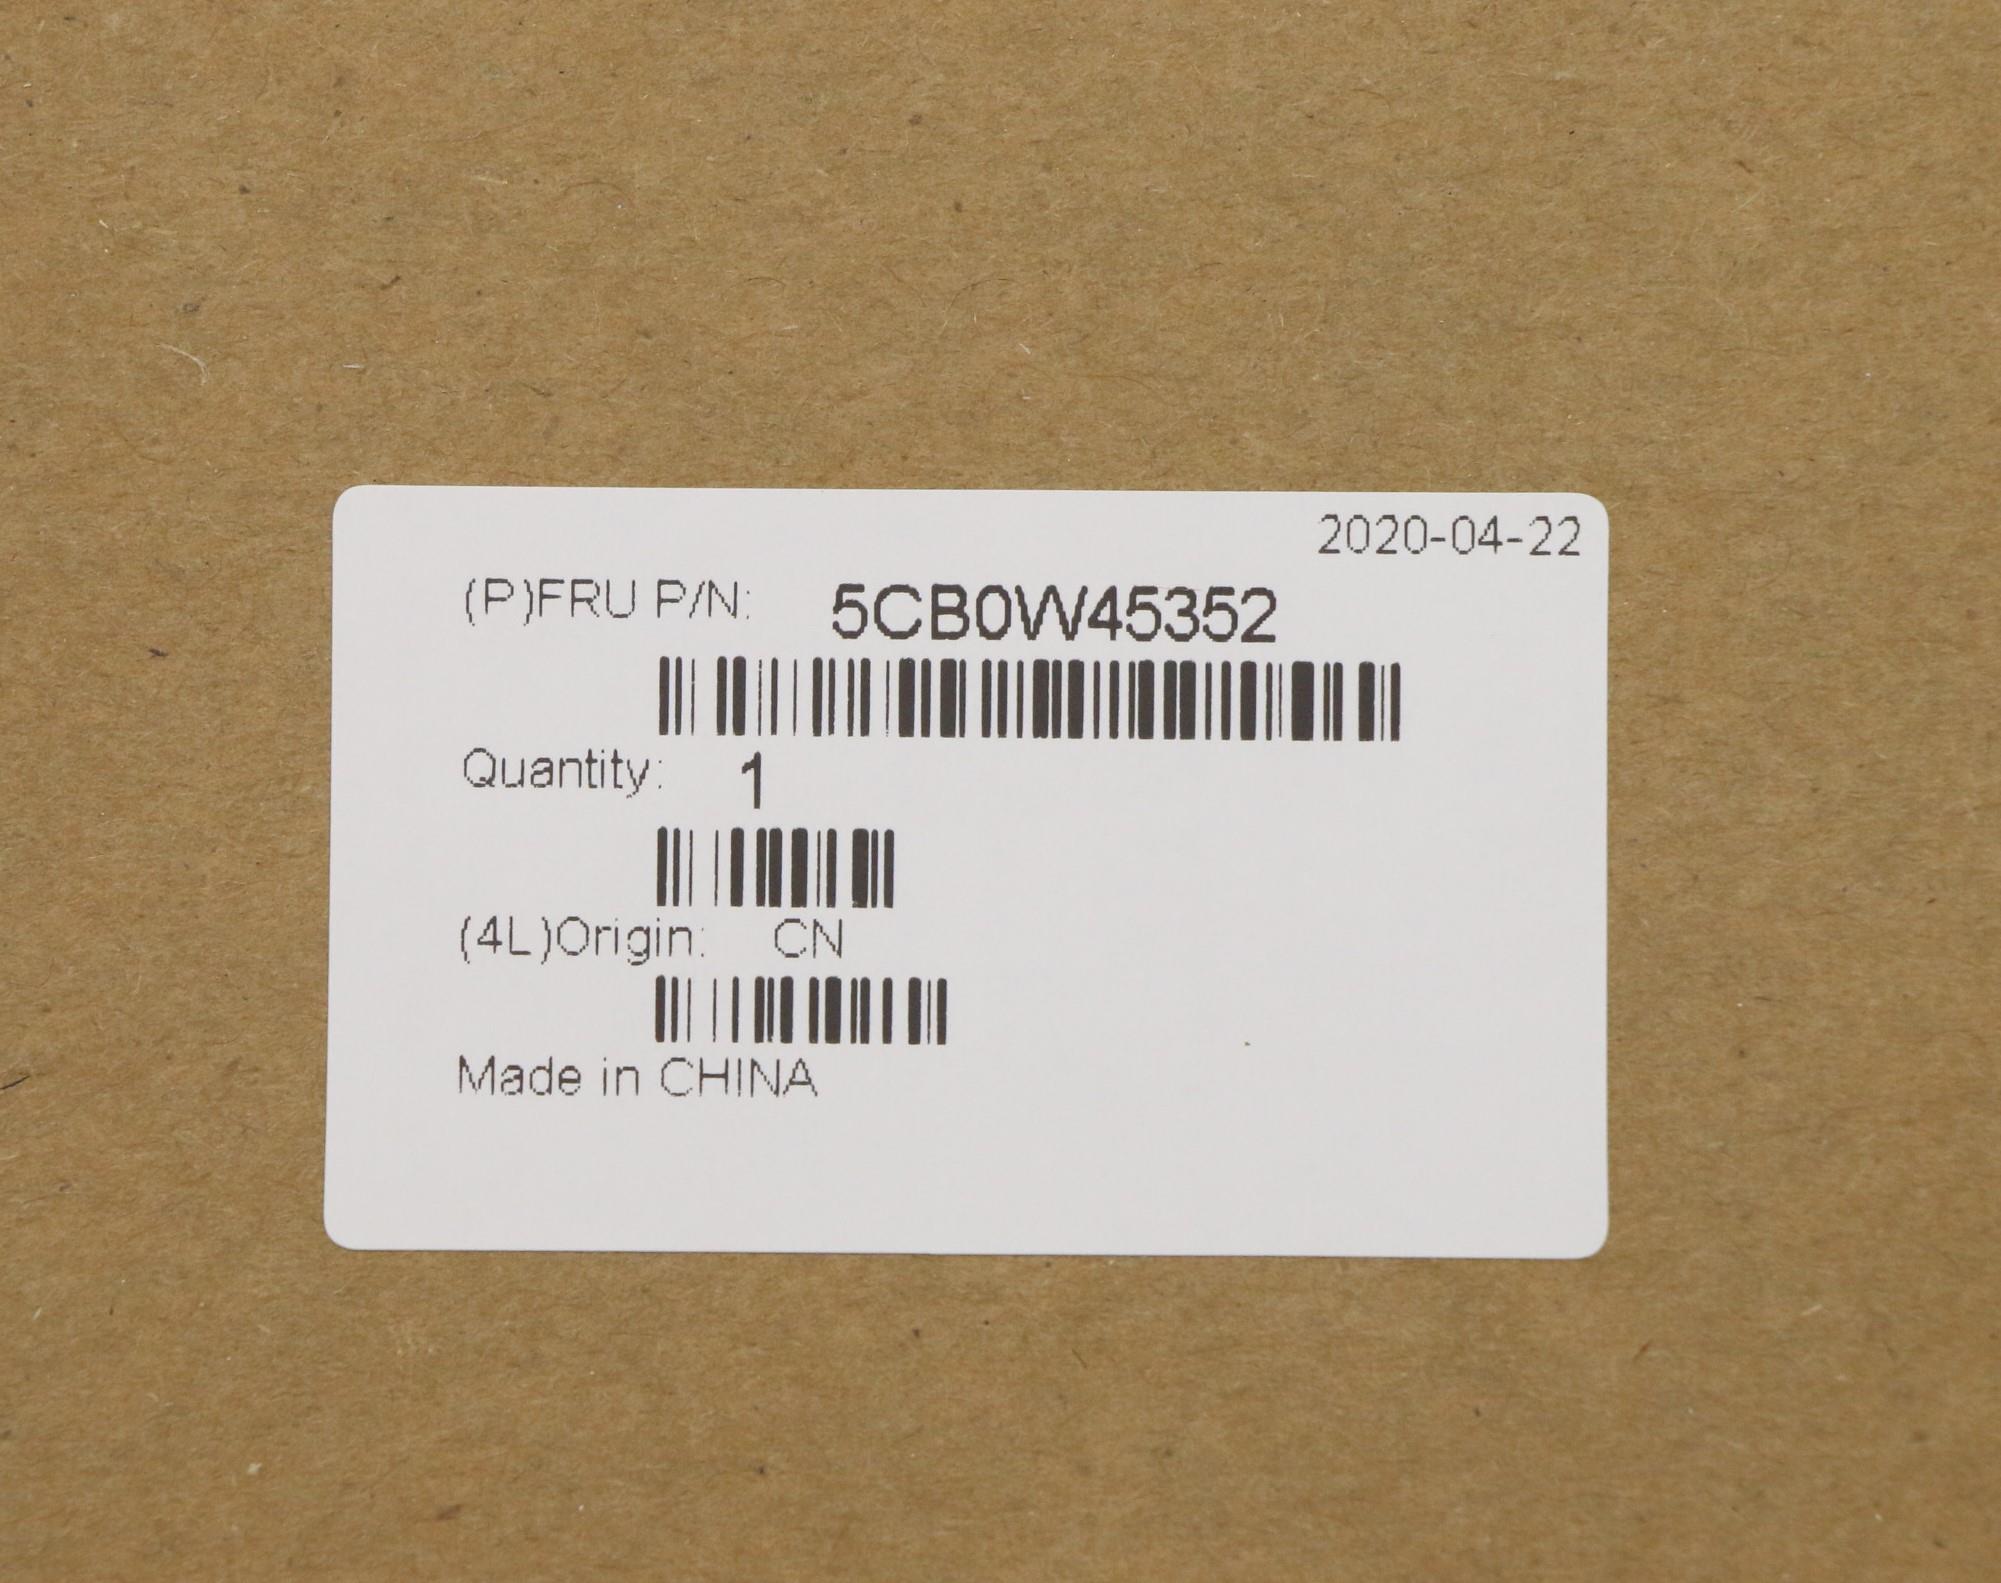 2020-04-22
(P)FRU P/N: 5CB0W45352
Quantity: 1
(4L)Origin: CN
Made in CHINA